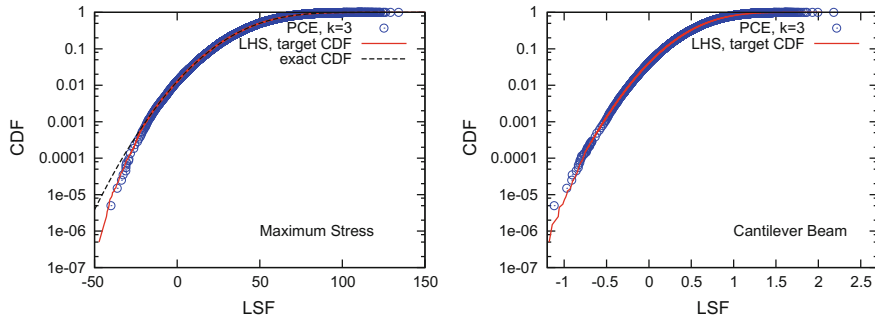 1
0.1
0.01
0.001
0.0001
1e-05
1e-06
1e-07
CDF
-50
0
50
100
150
LSF
PCE, k=3
LHS, target CDF
exact CDF
Maximum Stress
1
0.1
0.01
0.001
0.0001
1e-05
1e-06
1e-07
CDF
-1
-0.5
0
0.5
1
1.5
2
2.5
LSF
PCE, k=3
LHS, target CDF
Cantilever Beam